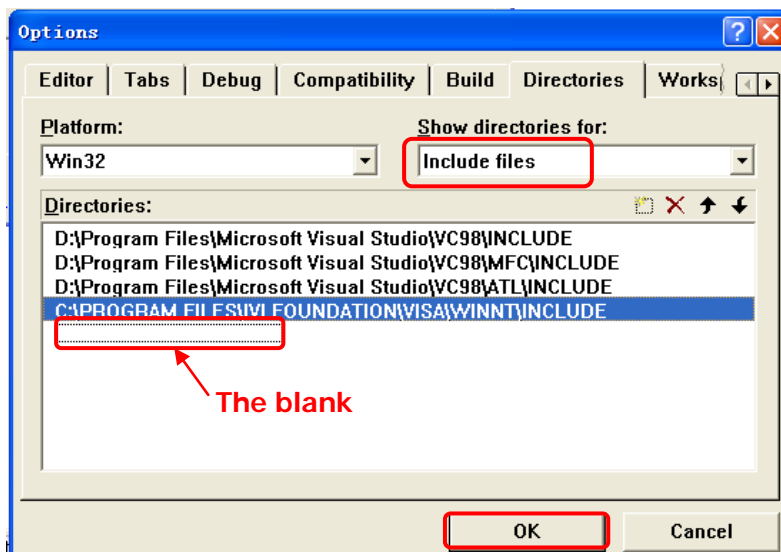 Options
Editor Tabs Debug Compatibility Build Directories Works
Platform: Show directories for:
Win32 Include files
Directories:
D:\Program Files\Microsoft Visual Studio\VC98\INCLUDE
D:\Program Files\Microsoft Visual Studio\VC98\MFC\INCLUDE
D:\Program Files\Microsoft Visual Studio\VC98\ATL\INCLUDE
C:\PROGRAM FILES\IVI FOUNDATION\VISA\WINNT\INCLUDE
The blank
OK Cancel